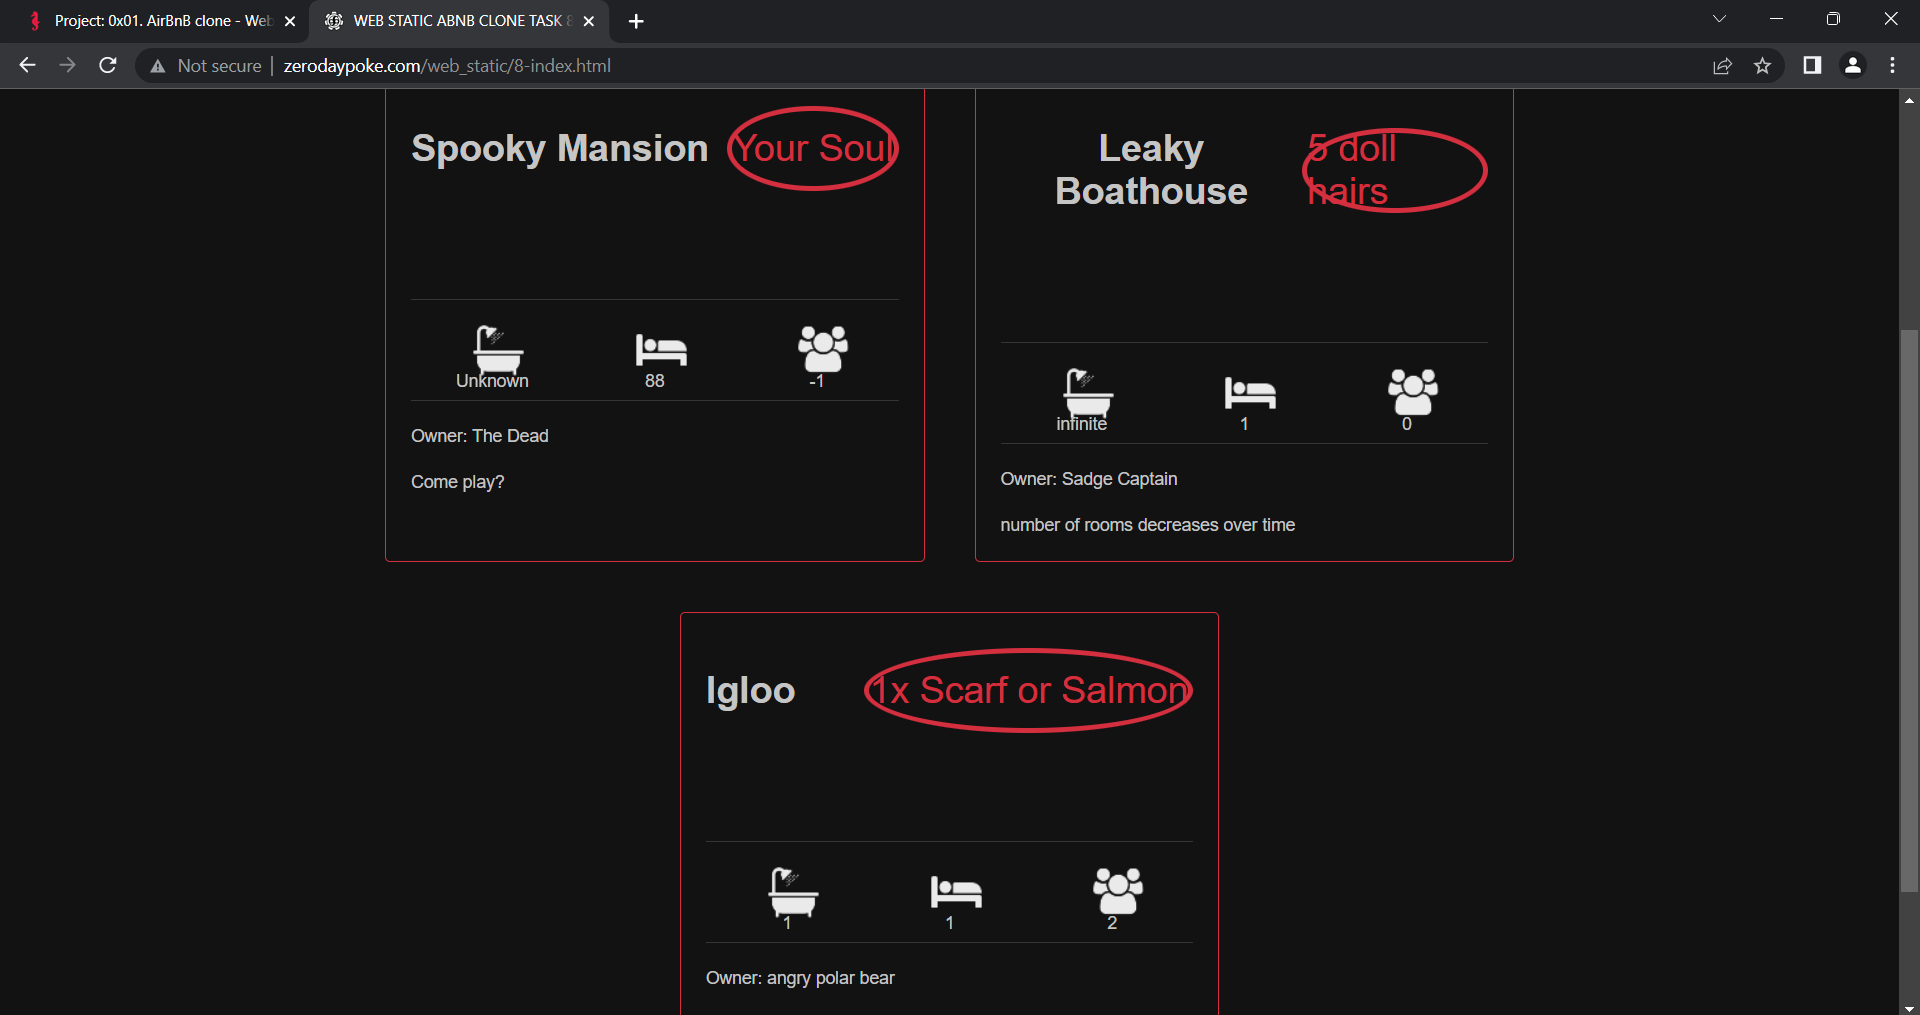 Project: 0x01. AirBnB clone - Web
WEB STATIC ABNB CLONE TASK 8
Not secure
zerodaypoke.com/web_static/8-index.html
Spooky Mansion
Your Soul
Unknown
88
-1
Owner: The Dead
Come play?
Leaky
Boathouse
5 doll
hairs
infinite
1
0
Owner: Sadge Captain
number of rooms decreases over time
Igloo
1x Scarf or Salmon
1
1
2
Owner: angry polar bear